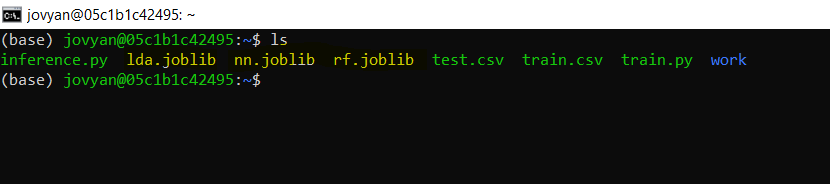 C:\. jovyan@05c1b1c42495: ~
(base) jovyan@05c1b1c42495:~$ ls
inference.py  lda.joblib  nn.joblib  rf.joblib  test.csv  train.csv  train.py  work
(base) jovyan@05c1b1c42495:~$